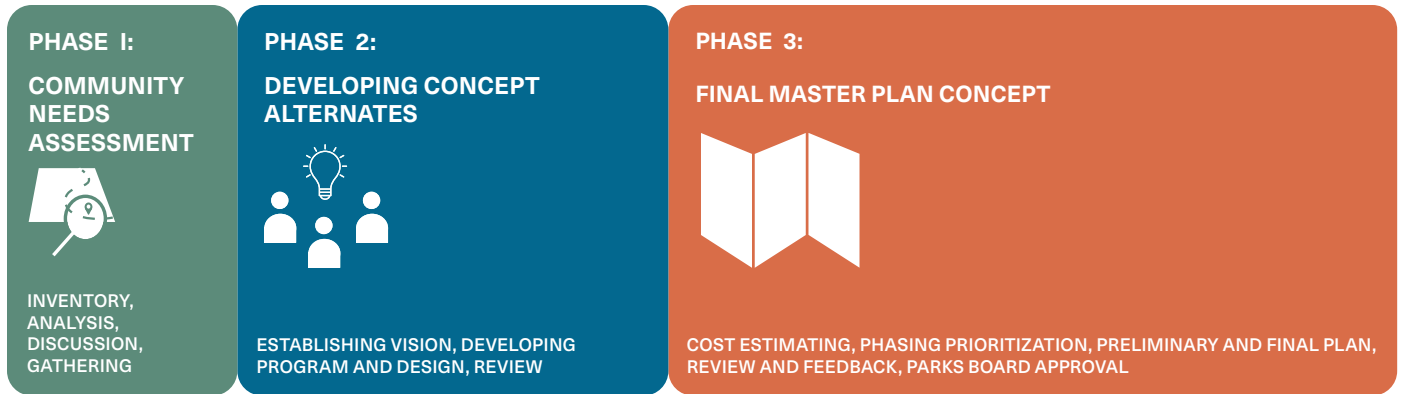 PHASE 1:
COMMUNITY
NEEDS
ASSESSMENT
INVENTORY,
ANALYSIS,
DISCUSSION,
GATHERING
PHASE 2:
DEVELOPING CONCEPT
ALTERNATES
ESTABLISHING VISION, DEVELOPING
PROGRAM AND DESIGN, REVIEW
PHASE 3:
FINAL MASTER PLAN CONCEPT
COST ESTIMATING, PHASING PRIORITIZATION, PRELIMINARY AND FINAL PLAN,
REVIEW AND FEEDBACK, PARKS BOARD APPROVAL